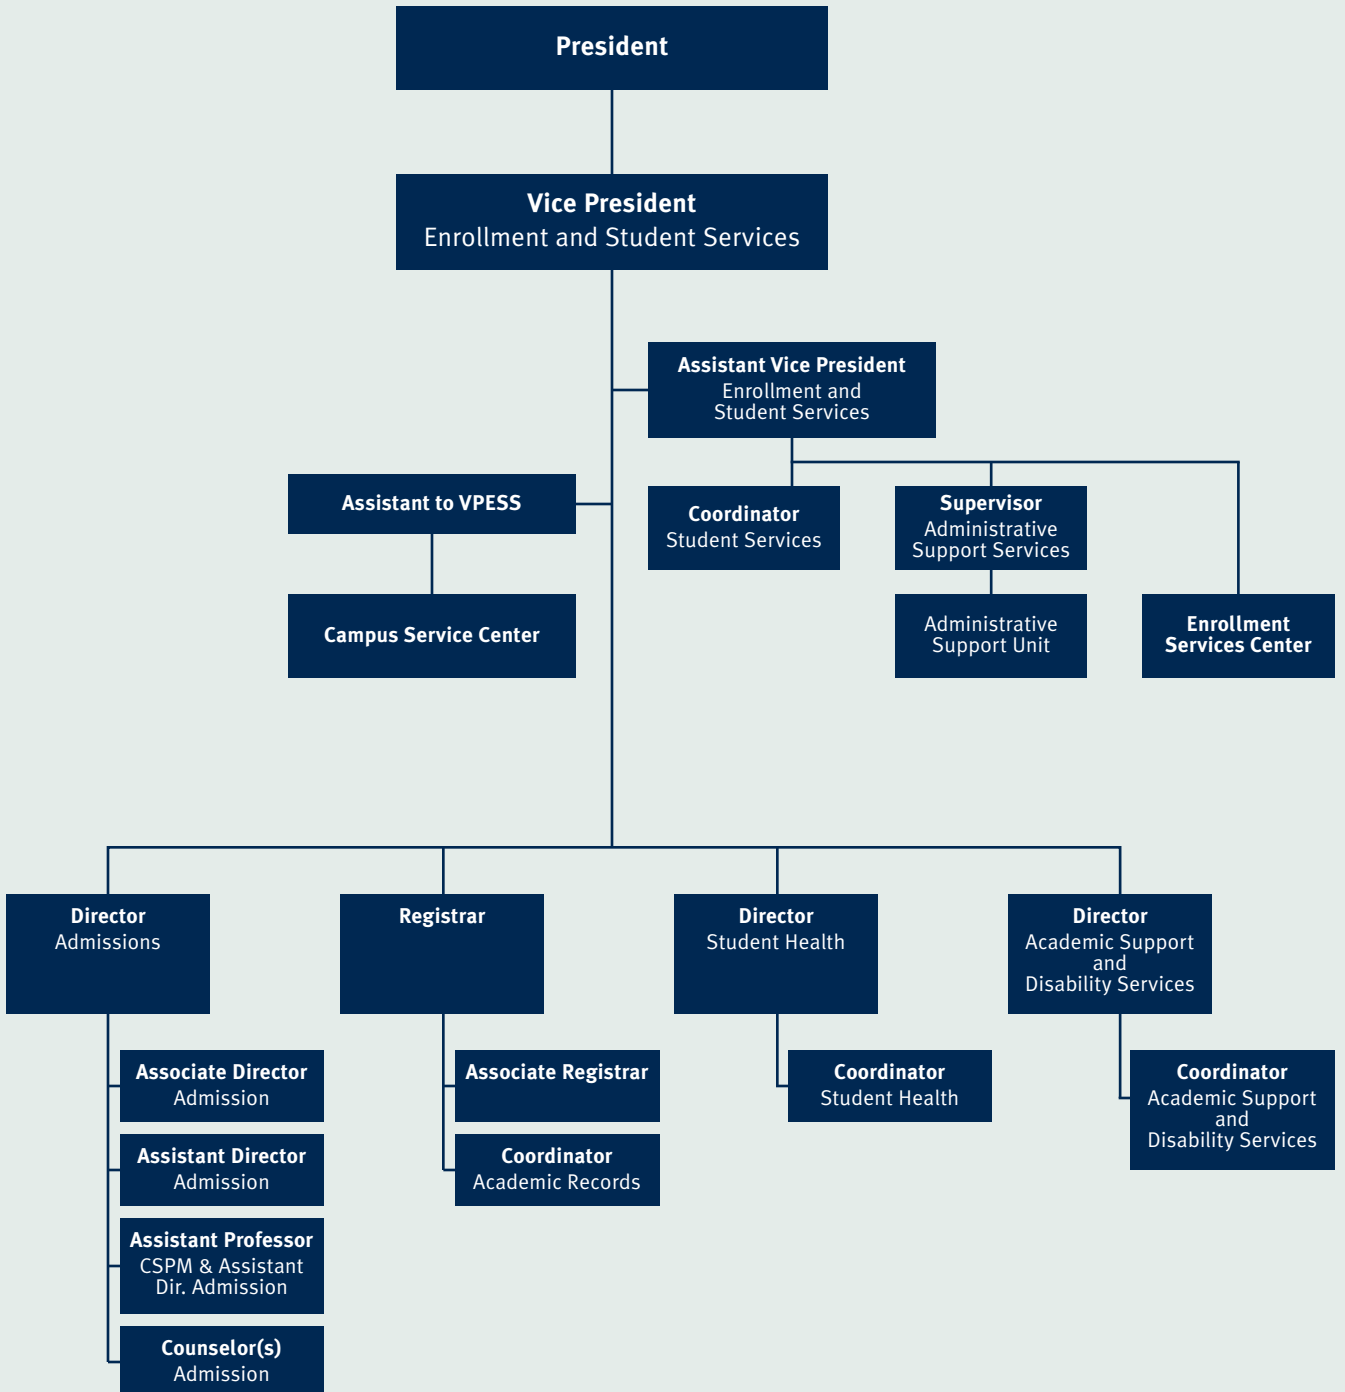 President
Vice President
Enrollment and Student Services
Assistant Vice President
Enrollment and
Student Services
Assistant to VPESS
Campus Service Center
Coordinator
Student Services
Supervisor
Administrative
Support Services
Administrative
Support Unit
Enrollment
Services Center
Director
Admissions
Associate Director
Admission
Assistant Director
Admission
Assistant Professor
CSPM & Assistant
Dir. Admission
Counselor(s)
Admission
Registrar
Associate Registrar
Coordinator
Academic Records
Director
Student Health
Coordinator
Student Health
Director
Academic Support
and
Disability Services
Coordinator
Academic Support
and
Disability Services